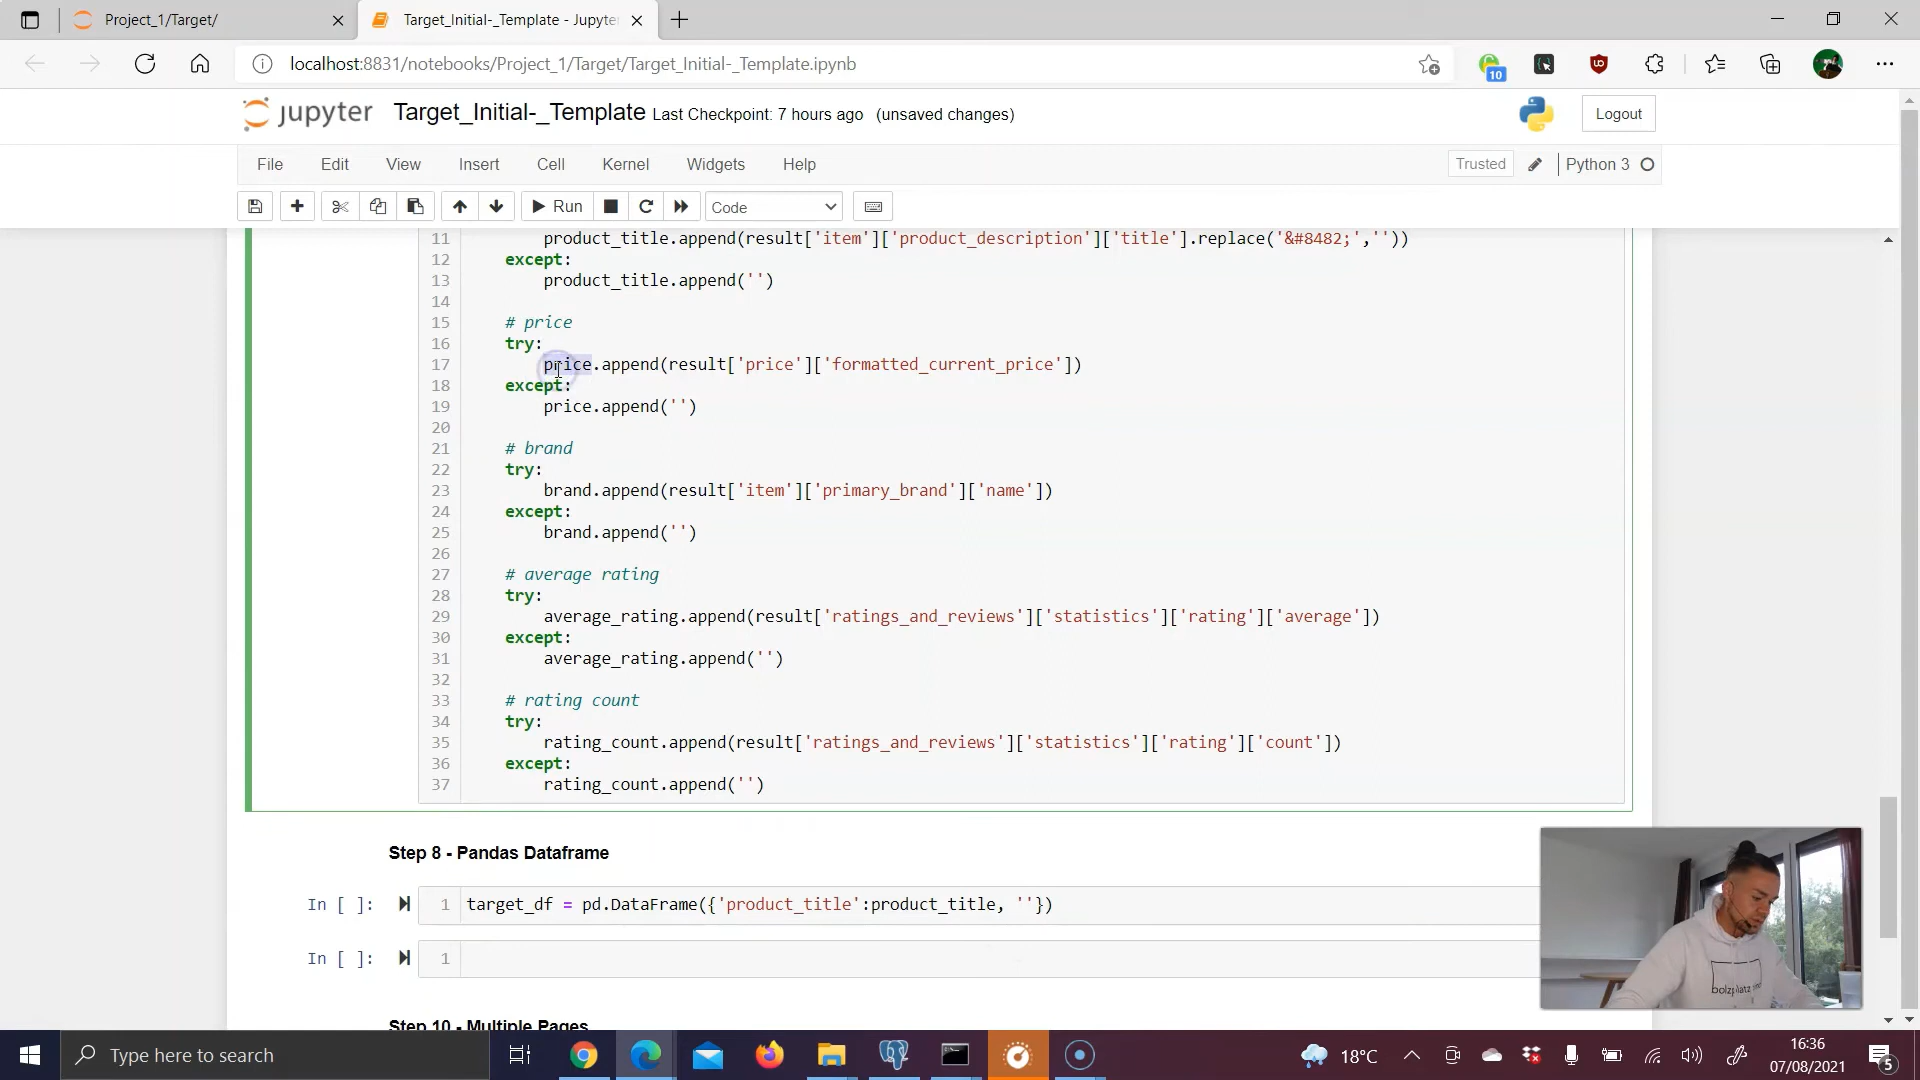 Project_1/Target/
Target_Initial-_Template - Jupyte
localhost:8831/notebooks/Project_1/Target/Target_Initial-_Template.ipynb
10
jupyter Target_Initial-_Template Last Checkpoint: 7 hours ago (unsaved changes)
Logout
File Edit View Insert Cell Kernel Widgets Help
Trusted Python 3
Run Code
11 product_title.append(result['item']['product_description']['title'].replace('&#8482;',''))
12 except:
13 product_title.append('')
14
15 # price
16 try:
17 price.append(result['price']['formatted_current_price'])
18 except:
19 price.append('')
20
21 # brand
22 try:
23 brand.append(result['item']['primary_brand']['name'])
24 except:
25 brand.append('')
26
27 # average rating
28 try:
29 average_rating.append(result['ratings_and_reviews']['statistics']['rating']['average'])
30 except:
31 average_rating.append('')
32
33 # rating count
34 try:
35 rating_count.append(result['ratings_and_reviews']['statistics']['rating']['count'])
36 except:
37 rating_count.append('')
Step 8 - Pandas Dataframe
In [ ]: 1 target_df = pd.DataFrame({'product_title':product_title, ''})
In [ ]: 1
Step 10 - Multiple Pages
bolzplatz
Type here to search
18°C
16:36
07/08/2021
5